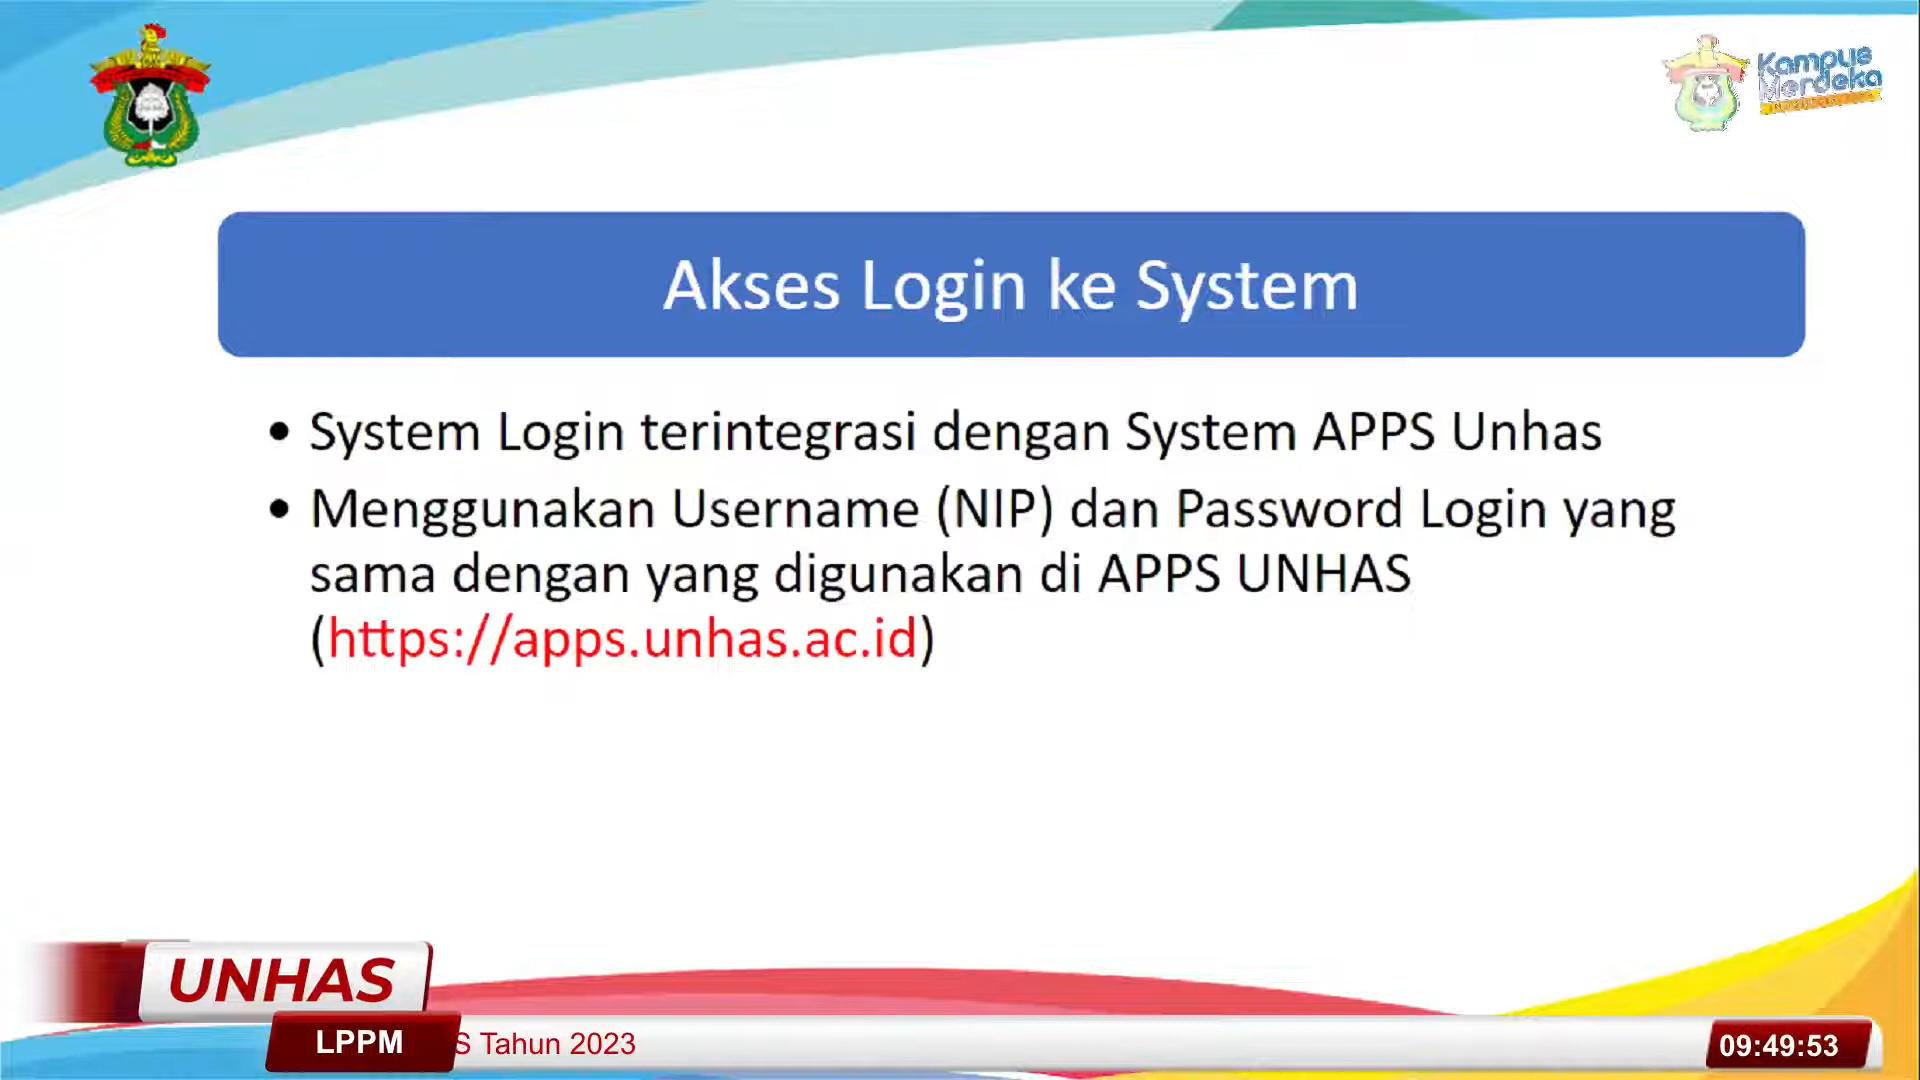 Kampus
Merdeka
Akses Login ke System
• System Login terintegrasi dengan System APPS Unhas
• Menggunakan Username (NIP) dan Password Login yang
sama dengan yang digunakan di APPS UNHAS
(https://apps.unhas.ac.id)
UNHAS
LPPM
S Tahun 2023
09:49:53